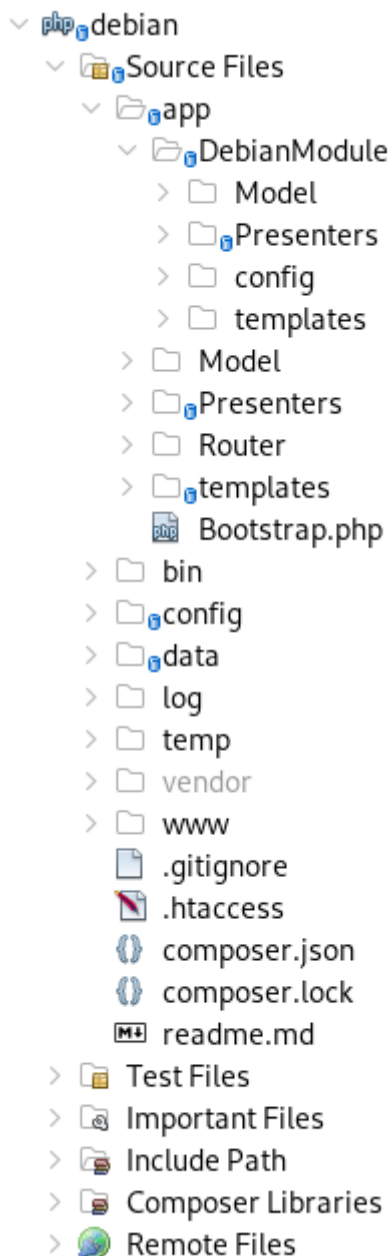 debian
Source Files
app
DebianModule
Model
Presenters
config
templates
Model
Presenters
Router
templates
Bootstrap.php
bin
config
data
log
temp
vendor
www
.gitignore
.htaccess
composer.json
composer.lock
readme.md
Test Files
Important Files
Include Path
Composer Libraries
Remote Files